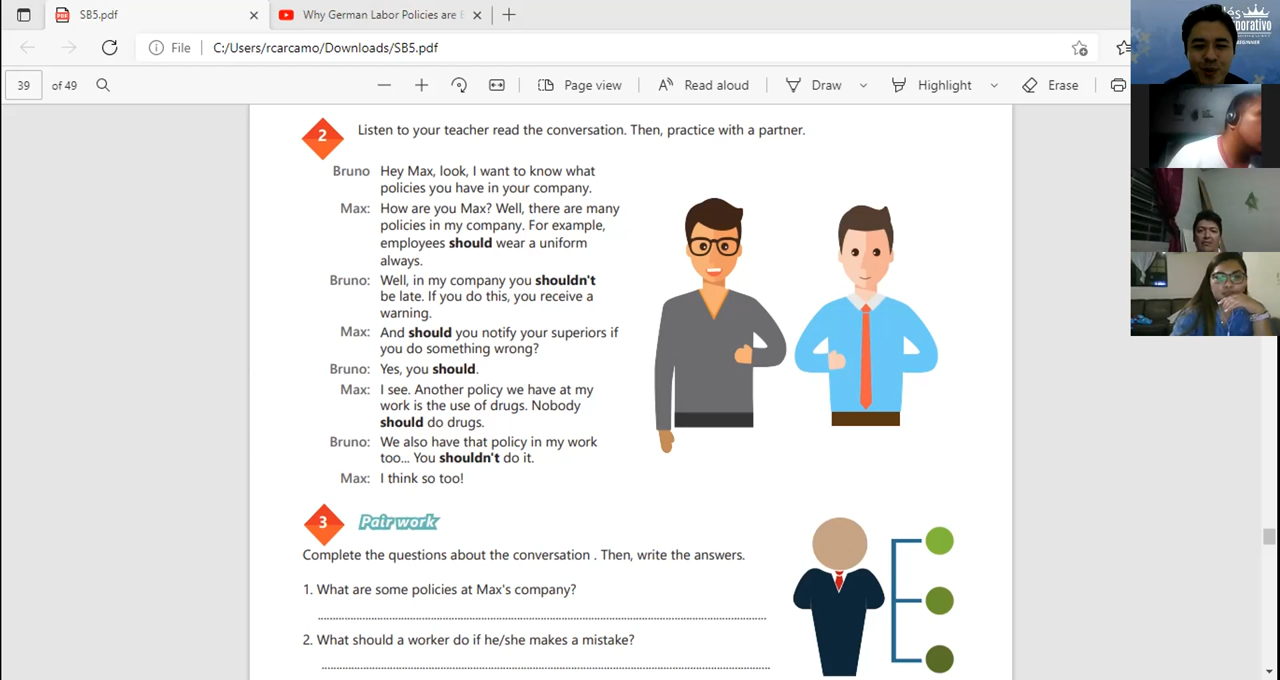 SB5.pdf
Why German Labor Policies are
File
C:/Users/rcarcamo/Downloads/SB5.pdf
39 of 49
Page view
Read aloud
Draw
Highlight
Erase
BEGINNER
2
Listen to your teacher read the conversation. Then, practice with a partner.
Bruno Hey Max, look, I want to know what
policies you have in your company.
Max: How are you Max? Well, there are many
policies in my company. For example,
employees should wear a uniform
always.
Bruno: Well, in my company you shouldn't
be late. If you do this, you receive a
warning.
Max: And should you notify your superiors if
you do something wrong?
Bruno: Yes, you should.
Max: I see. Another policy we have at my
work is the use of drugs. Nobody
should do drugs.
Bruno: We also have that policy in my work
too... You shouldn't do it.
Max: I think so too!
3
Pair work
Complete the questions about the conversation . Then, write the answers.
1. What are some policies at Max's company?
2. What should a worker do if he/she makes a mistake?